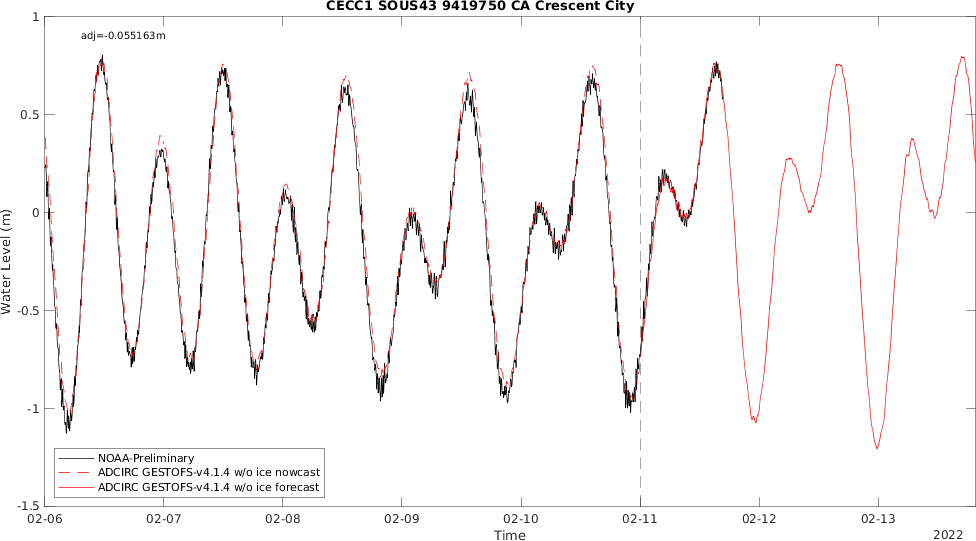 CECC1 SOUS43 9419750 CA Crescent City
adj=-0.055163m
1
0.5
0
-0.5
-1
-1.5
Water Level (m)
NOAA-Preliminary
ADCIRC GESTOFS-v4.1.4 w/o ice nowcast
ADCIRC GESTOFS-v4.1.4 w/o ice forecast
02-06 02-07 02-08 02-09 02-10 02-11 02-12 02-13
Time
2022